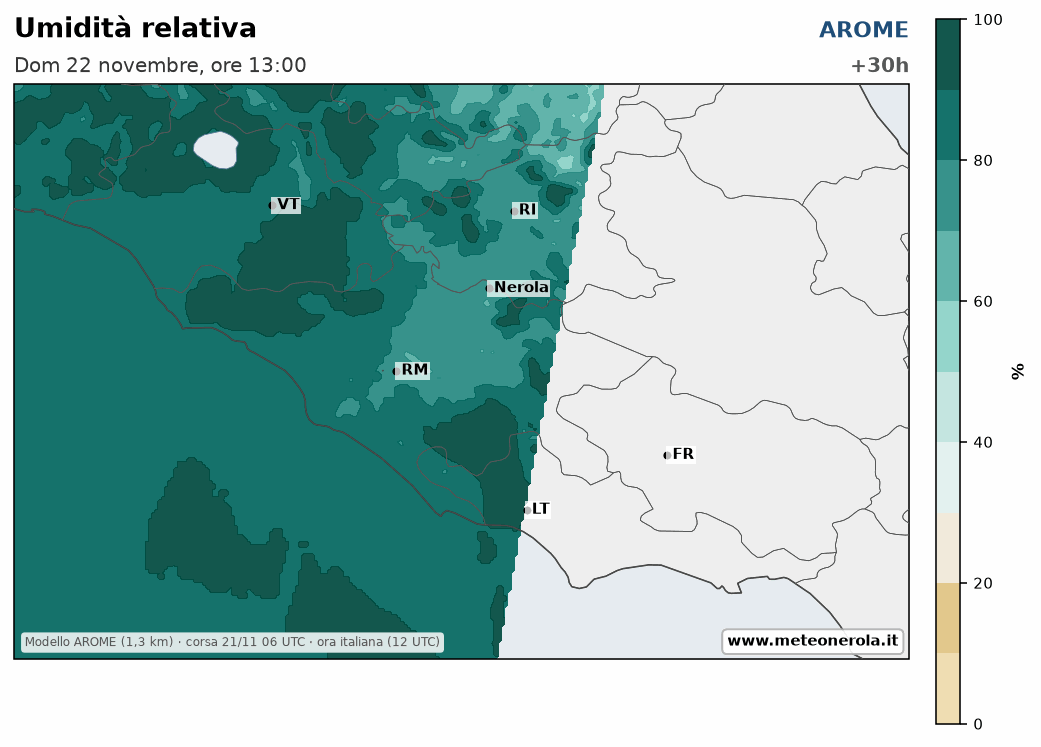 Umidità relativa
AROME
Dom 22 novembre, ore 13:00
+30h
100
80
60
40
20
0
%
VT
RI
Nerola
RM
FR
LT
Modello AROME (1,3 km) · corsa 21/11 06 UTC · ora italiana (12 UTC)
www.meteonerola.it